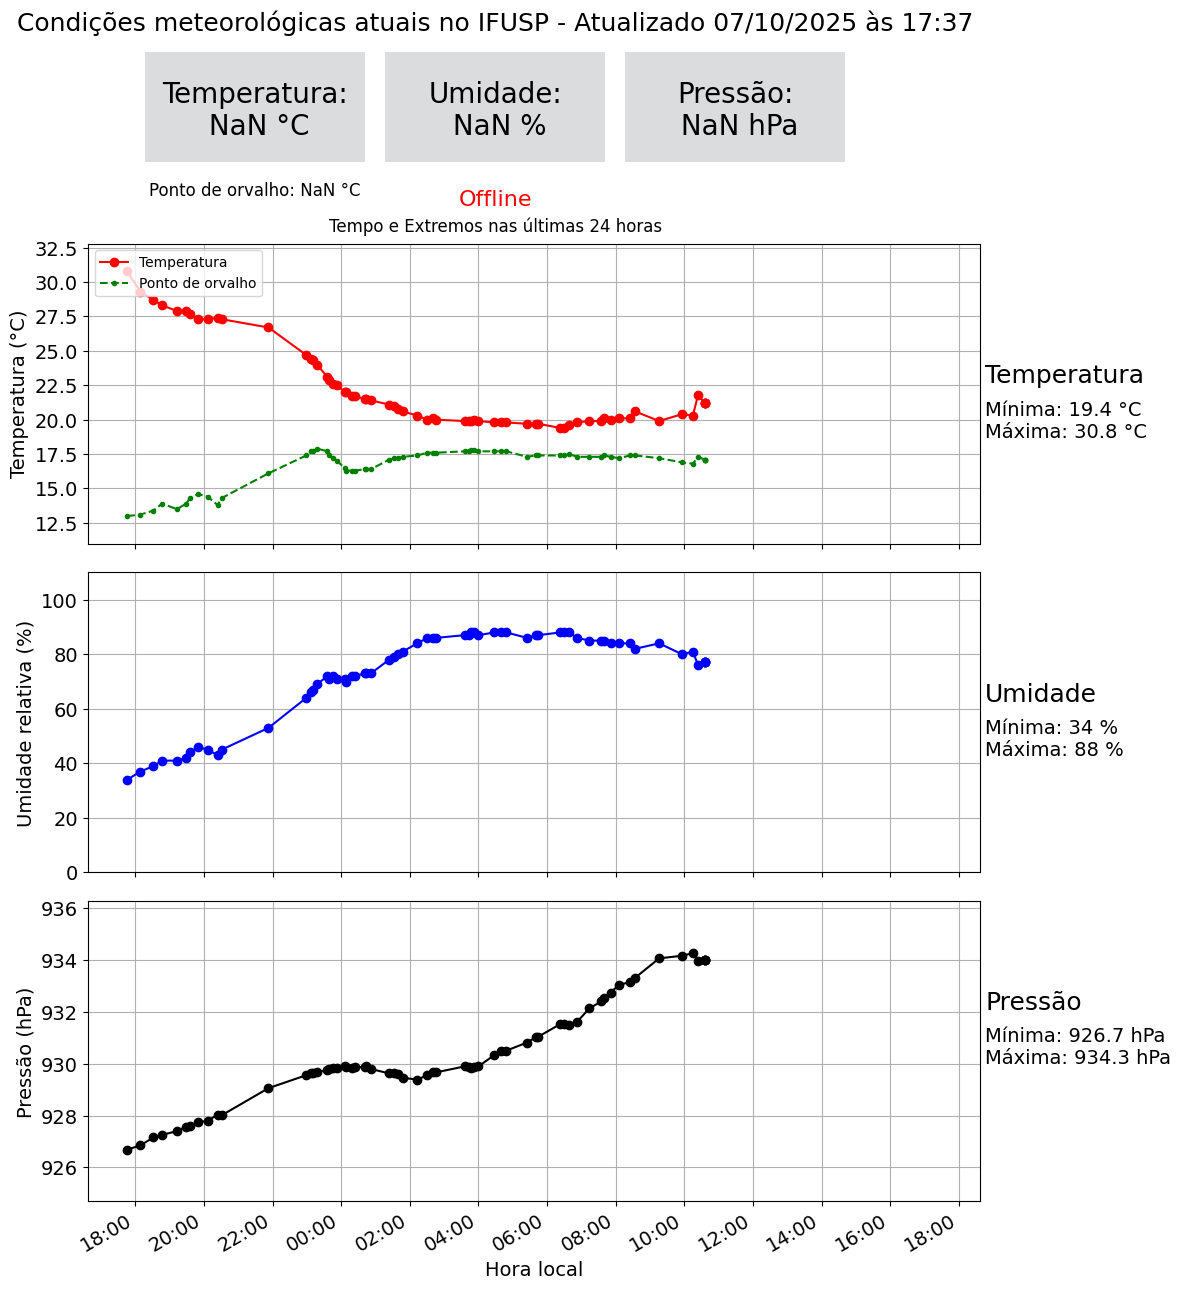 Condições meteorológicas atuais no IFUSP - Atualizado 07/10/2025 às 17:37
Temperatura:
NaN °C
Umidade:
NaN %
Pressão:
NaN hPa
Ponto de orvalho: NaN °C
Offline
Tempo e Extremos nas últimas 24 horas
32.5
30.0
27.5
25.0
22.5
20.0
17.5
15.0
12.5
Temperatura (°C)
Temperatura
Ponto de orvalho
Temperatura
Mínima: 19.4 °C
Máxima: 30.8 °C
100
80
60
40
20
0
Umidade relativa (%)
Umidade
Mínima: 34 %
Máxima: 88 %
936
934
932
930
928
926
Pressão (hPa)
Pressão
Mínima: 926.7 hPa
Máxima: 934.3 hPa
18:00
20:00
22:00
00:00
02:00
04:00
06:00
08:00
10:00
12:00
14:00
16:00
18:00
Hora local